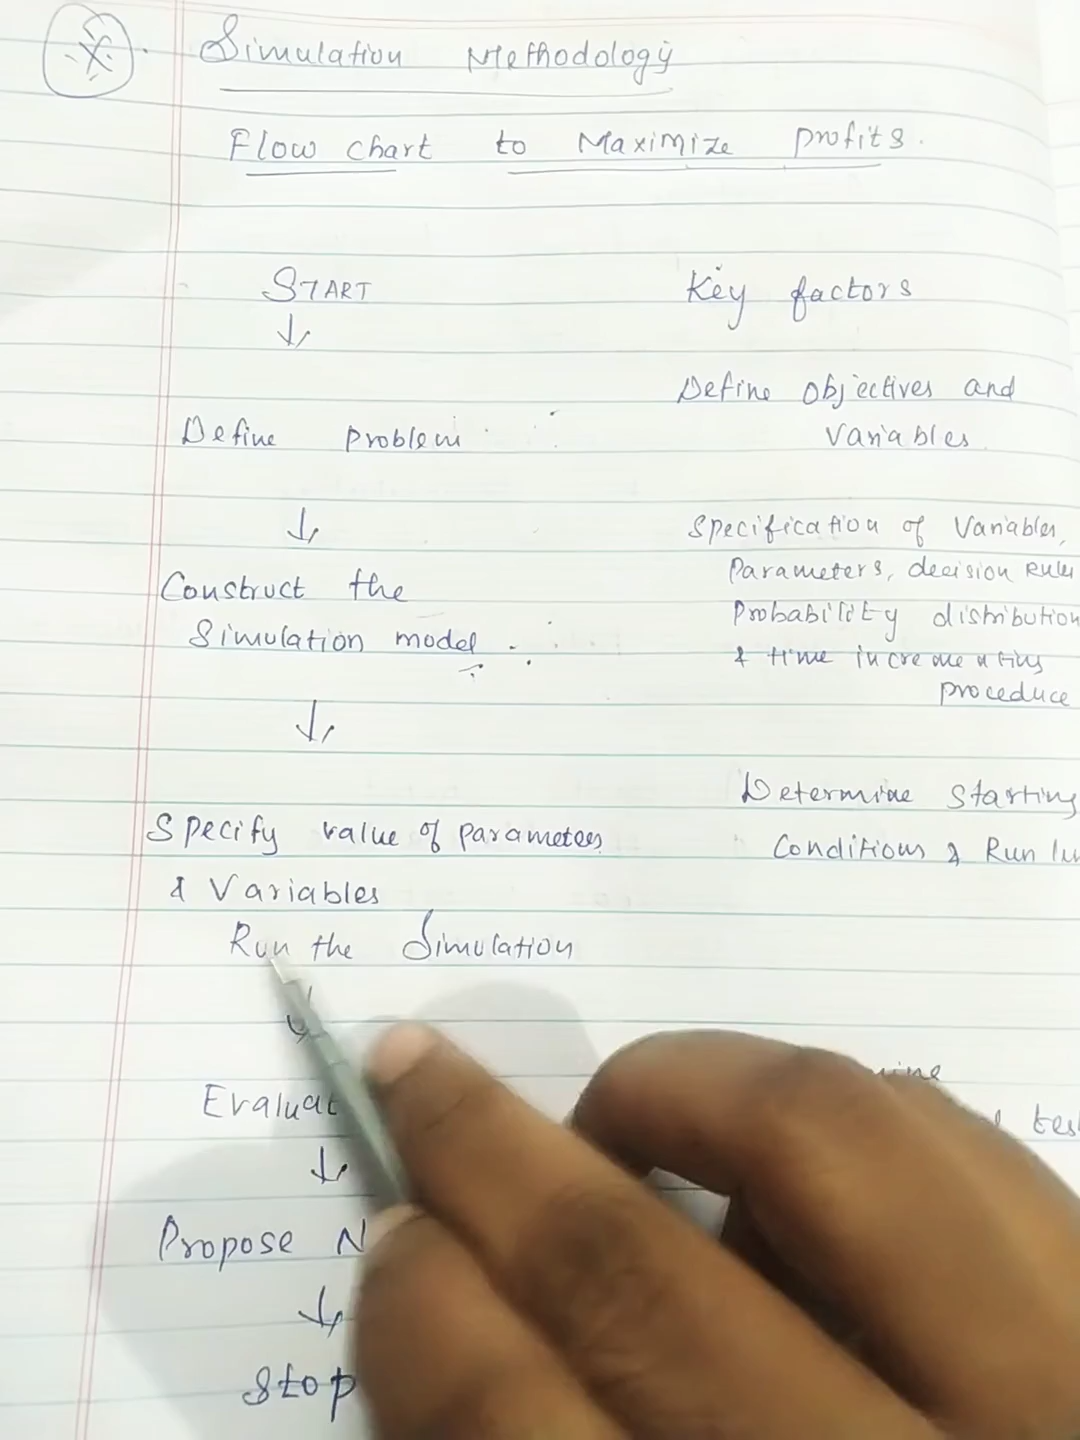 Simulation Methodology
Flow chart to Maximize profits.
START
Key factors
Define Problem
Define Objectives and
Variables
Construct the
Simulation model
Specification of Variables,
Parameters, decision Rule
Probability distribution
& time incrementing
proceduce
Specify value of parameters
& Variables
Determine Starting
Conditions & Run
Run the Simulation
Evaluat
Propose N
Stop